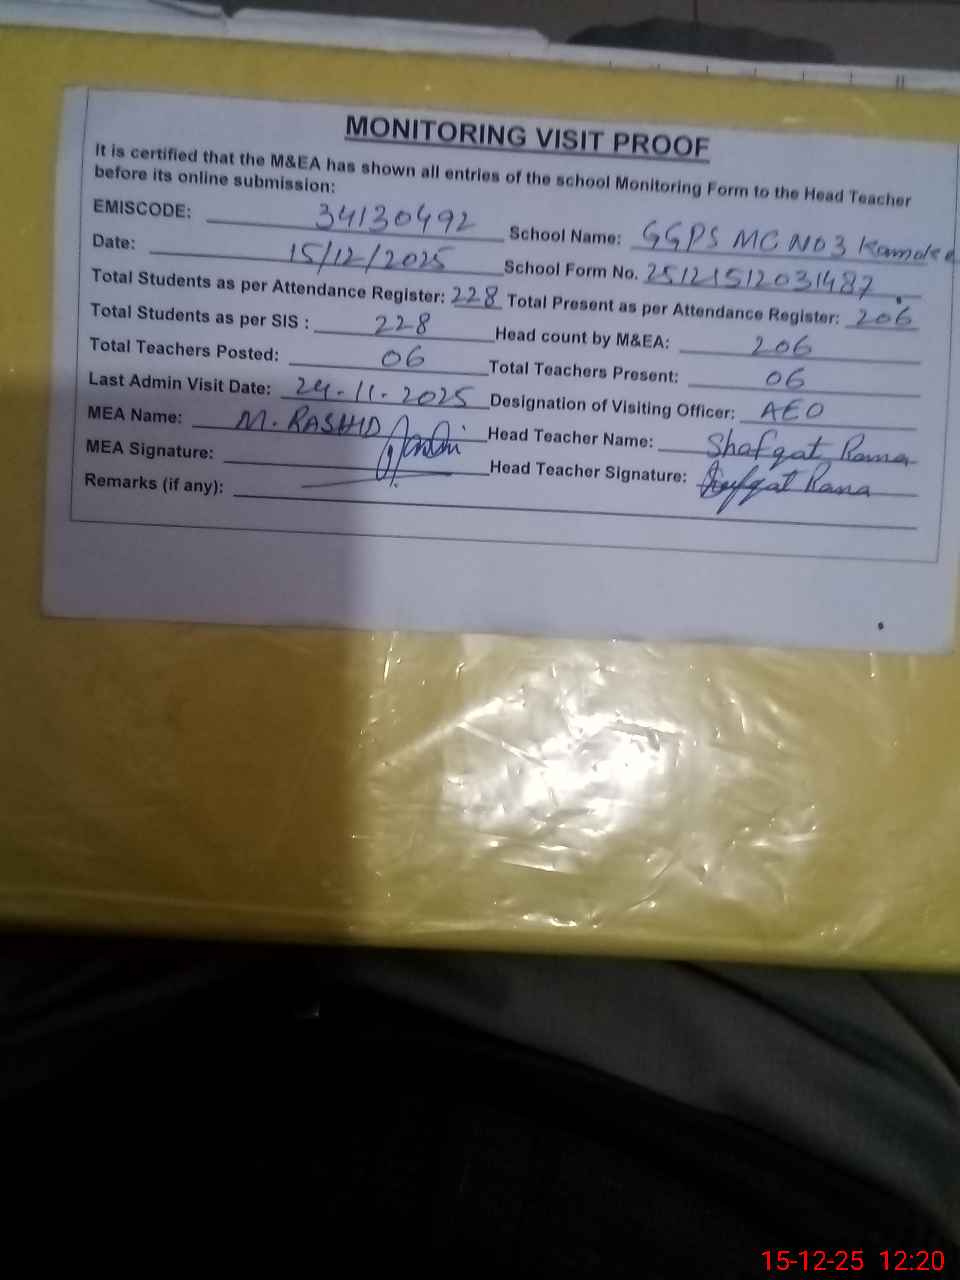 MONITORING VISIT PROOF
It is certified that the M&EA has shown all entries of the school Monitoring Form to the Head Teacher
before its online submission:
EMISCODE: 34130492 School Name: GGPS MC NO3 Kamoke
Date: 15/12/2025 School Form No. 25121512031487
Total Students as per Attendance Register: 228 Total Present as per Attendance Register: 206
Total Students as per SIS : 228 Head count by M&EA: 206
Total Teachers Posted: 06 Total Teachers Present: 06
Last Admin Visit Date: 24-11-2025 Designation of Visiting Officer: AEO
MEA Name: M. RASHID Head Teacher Name: Shafqat Rana
MEA Signature: Head Teacher Signature: Shafqat Rana
Remarks (if any):
15-12-25 12:20